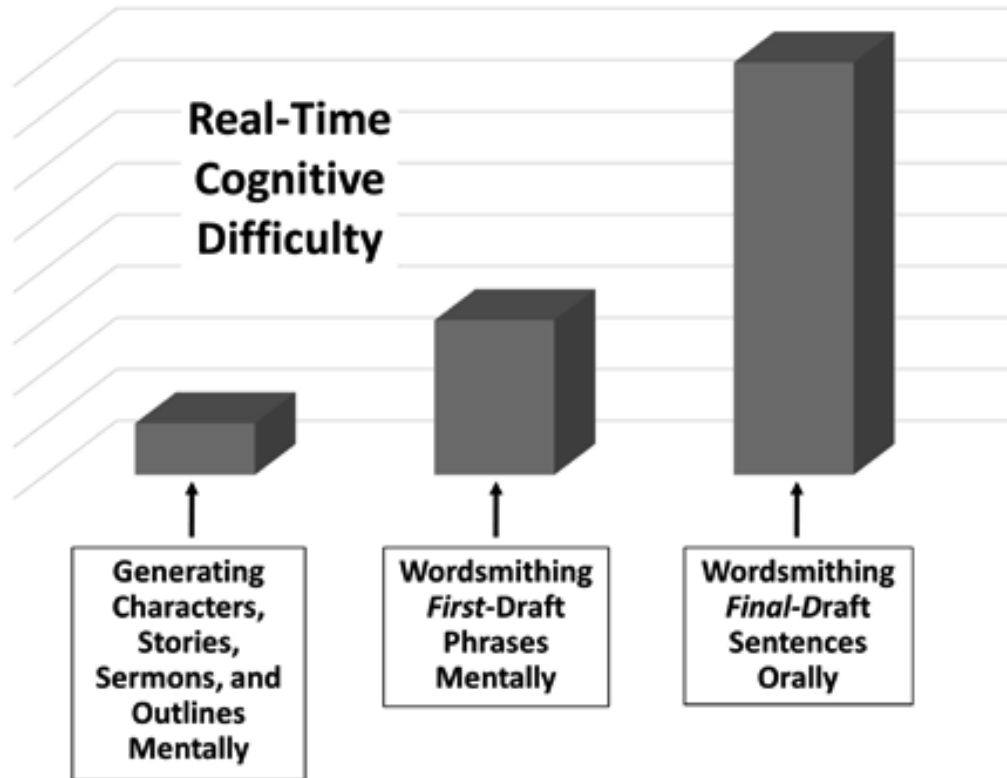 Real-Time
Cognitive
Difficulty
Generating
Characters,
Stories,
Sermons, and
Outlines
Mentally
Wordsmithing
First-Draft
Phrases
Mentally
Wordsmithing
Final-Draft
Sentences
Orally